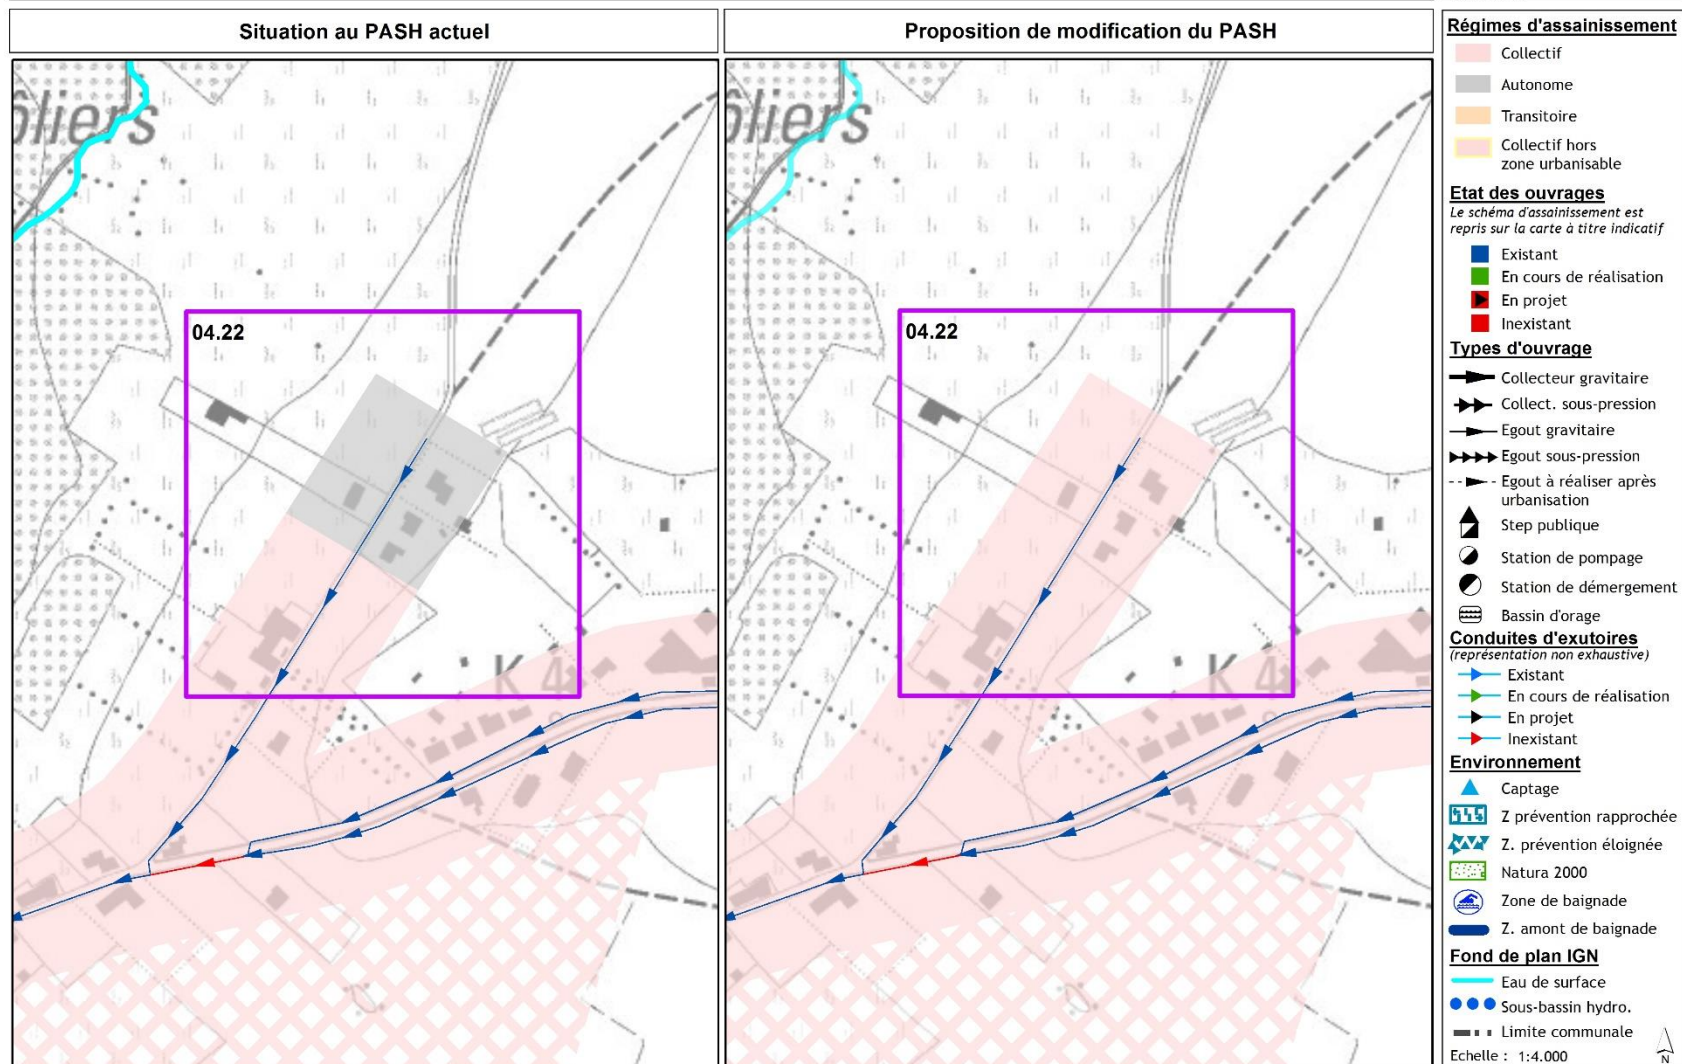 Situation au PASH actuel
Proposition de modification du PASH
ôliers
04.22
K 4
ôliers
04.22
K 4
Régimes d'assainissement
Collectif
Autonome
Transitoire
Collectif hors
zone urbanisable
Etat des ouvrages
Le schéma d'assainissement est
repris sur la carte à titre indicatif
Existant
En cours de réalisation
En projet
Inexistant
Types d'ouvrage
Collecteur gravitaire
Collect. sous-pression
Egout gravitaire
Egout sous-pression
Egout à réaliser après
urbanisation
Step publique
Station de pompage
Station de démergement
Bassin d'orage
Conduites d'exutoires
(représentation non exhaustive)
Existant
En cours de réalisation
En projet
Inexistant
Environnement
Captage
Z prévention rapprochée
Z. prévention éloignée
Natura 2000
Zone de baignade
Z. amont de baignade
Fond de plan IGN
Eau de surface
Sous-bassin hydro.
Limite communale
Echelle : 1:4.000
N